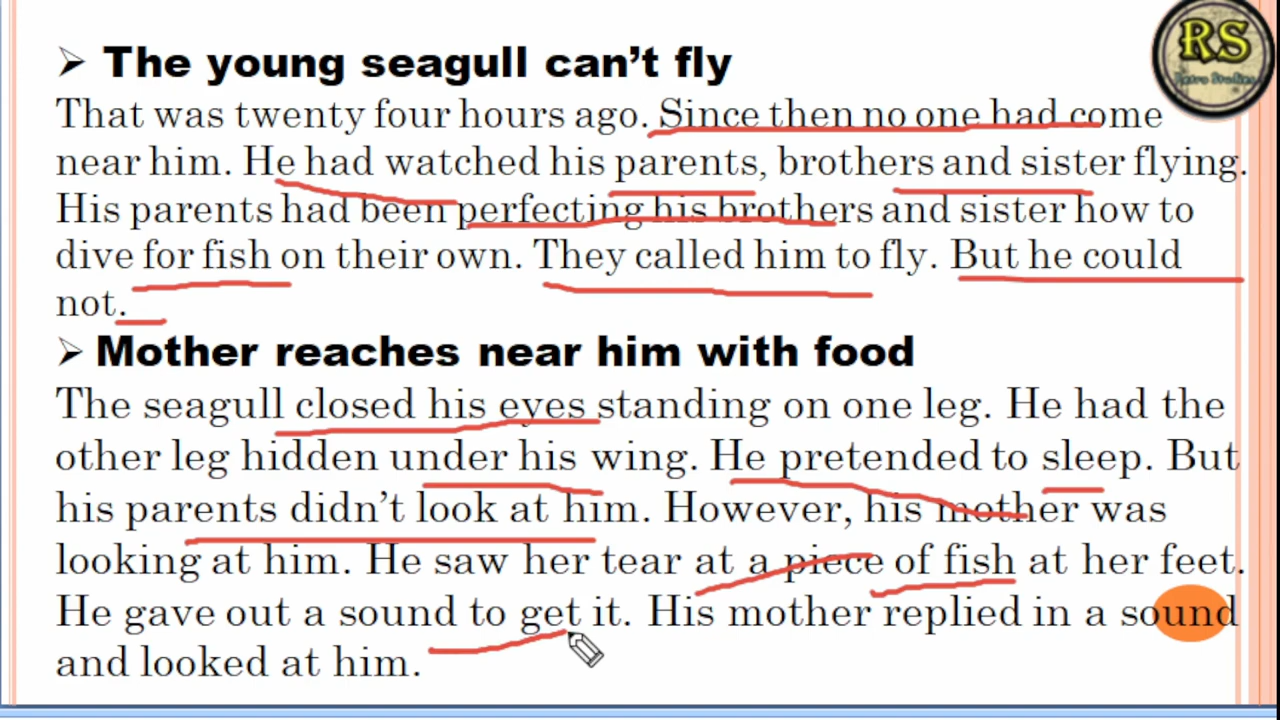 RS
Retro Studies
➢ The young seagull can’t fly
That was twenty four hours ago. Since then no one had come
near him. He had watched his parents, brothers and sister flying.
His parents had been perfecting his brothers and sister how to
dive for fish on their own. They called him to fly. But he could
not.
➢ Mother reaches near him with food
The seagull closed his eyes standing on one leg. He had the
other leg hidden under his wing. He pretended to sleep. But
his parents didn’t look at him. However, his mother was
looking at him. He saw her tear at a piece of fish at her feet.
He gave out a sound to get it. His mother replied in a sound
and looked at him.